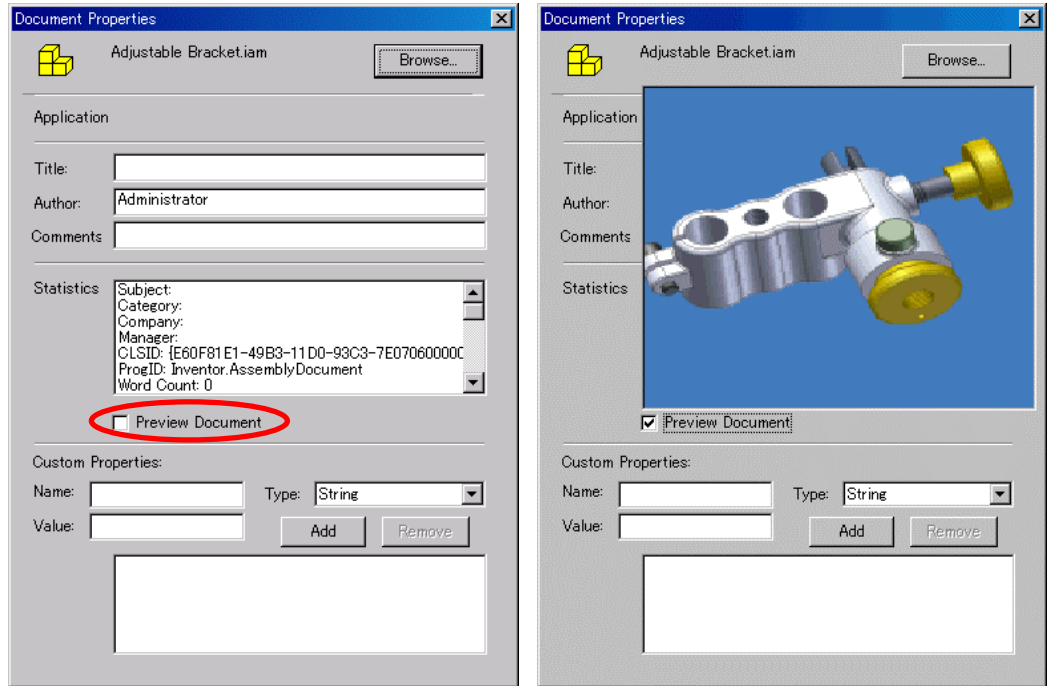 Document Properties
Adjustable Bracket.iam
Browse...
Application
Title:
Author:
Administrator
Comments
Statistics
Subject:
Category:
Company:
Manager:
CLSID: {E60F81E1-49B3-11D0-93C3-7E070600000
ProgID: Inventor.AssemblyDocument
Word Count: 0
Preview Document
Custom Properties:
Name:
Type:
String
Value:
Add
Remove
Document Properties
Adjustable Bracket.iam
Browse...
Application
Title:
Author:
Comments
Statistics
Preview Document
Custom Properties:
Name:
Type:
String
Value:
Add
Remove